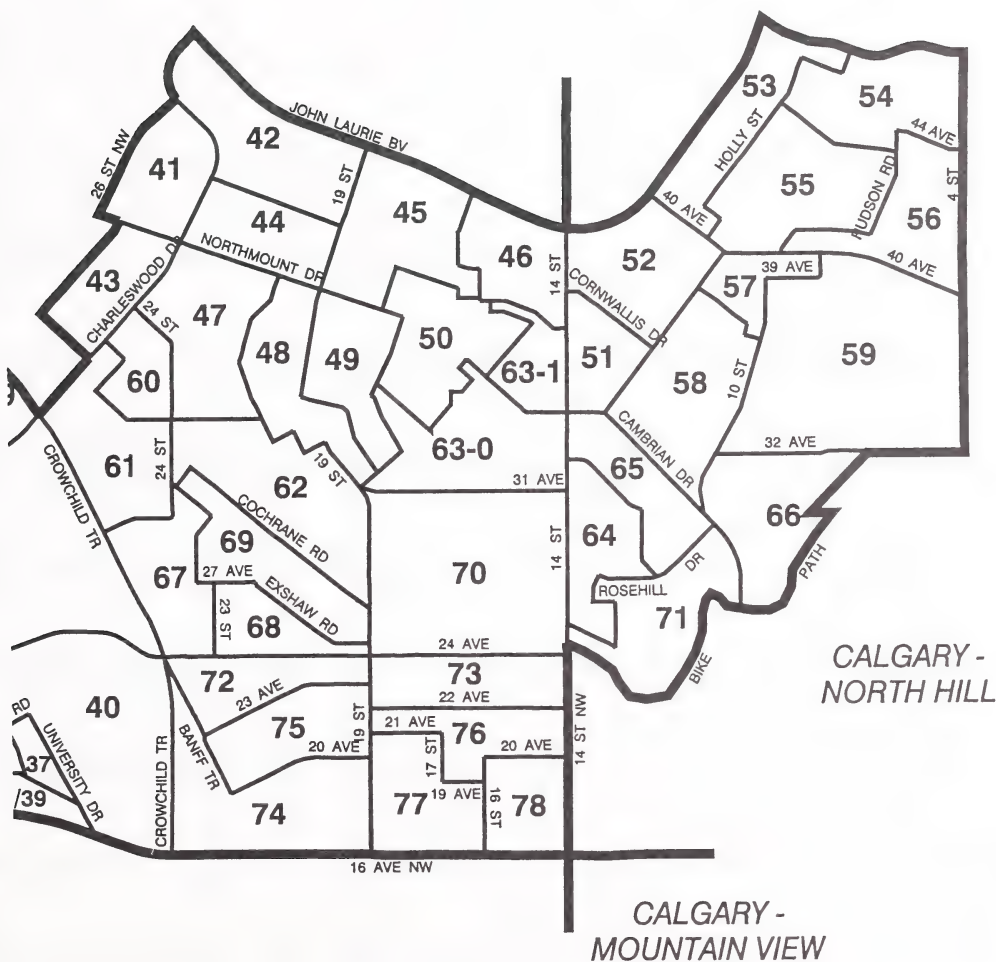 53
54
42
JOHN LAURIE BV
HOLLY ST
44 AVE
26 ST NW
41
19 ST
45
55
HUDSON RD
4 ST
40 AVE
56
44
NORTHMOUNT DR
46
14 ST
52
39 AVE
40 AVE
43
CHARLESWOOD DR
24 ST
47
CORNWALLIS DR
57
48
49
50
63-1
51
58
10 ST
59
60
61
24 ST
CROWCHILD TR
19 ST
63-0
CAMBRIAN DR
32 AVE
62
31 AVE
65
COCHRANE RD
69
64
66
67
27 AVE
EXSHAW RD
70
14 ST
DR
PATH
ROSEHILL
23 ST
68
71
24 AVE
BIKE
CALGARY -
NORTH HILL
72
23 AVE
73
22 AVE
40
RD
UNIVERSITY DR
75
19 ST
21 AVE
76
14 ST NW
BANFF TR
20 AVE
17 ST
20 AVE
37
39
CROWCHILD TR
74
77
19 AVE
16 ST
78
16 AVE NW
CALGARY -
MOUNTAIN VIEW